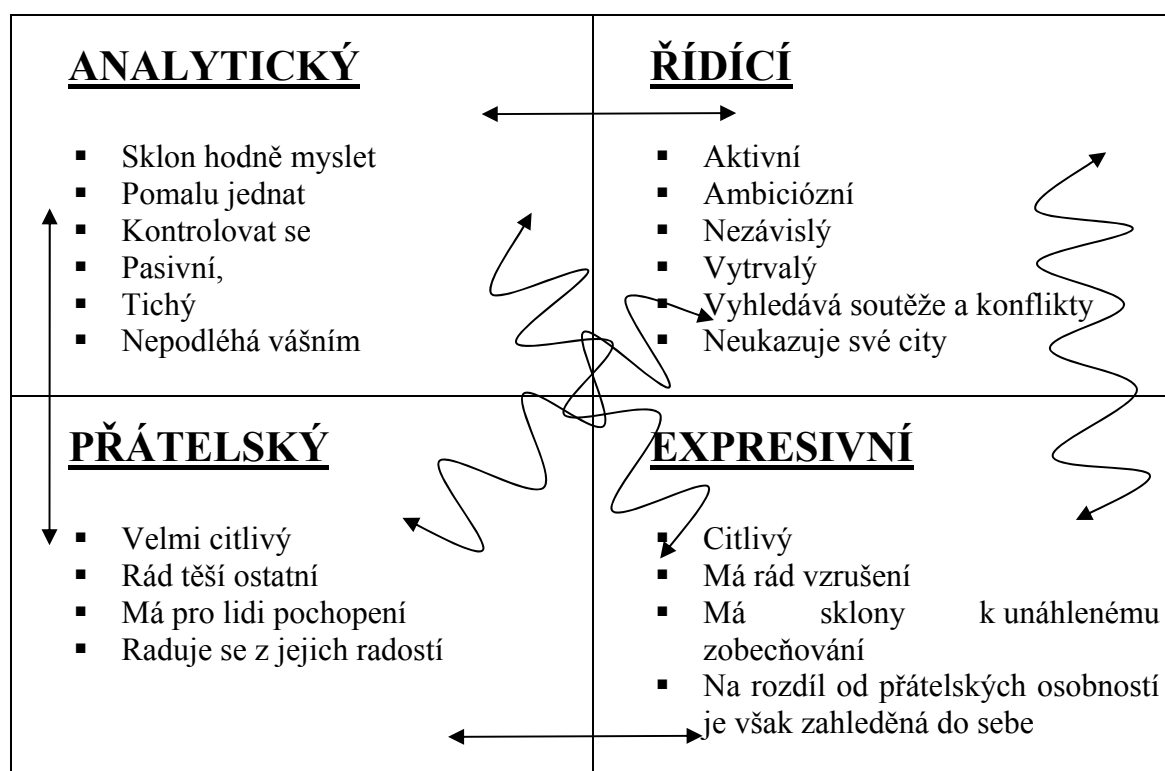 ANALYTICKÝ
▪ Sklon hodně myslet
▪ Pomalu jednat
▪ Kontrolovat se
▪ Pasivní,
▪ Tichý
▪ Nepodléhá vášním
ŘÍDÍCÍ
▪ Aktivní
▪ Ambiciózní
▪ Nezávislý
▪ Vytrvalý
▪ Vyhledává soutěže a konflikty
▪ Neukazuje své city
PŘÁTELSKÝ
▪ Velmi citlivý
▪ Rád těší ostatní
▪ Má pro lidi pochopení
▪ Raduje se z jejich radostí
EXPRESIVNÍ
▪ Citlivý
▪ Má rád vzrušení
▪ Má sklony k unáhlenému
zobecňování
▪ Na rozdíl od přátelských osobností
je však zahleděná do sebe